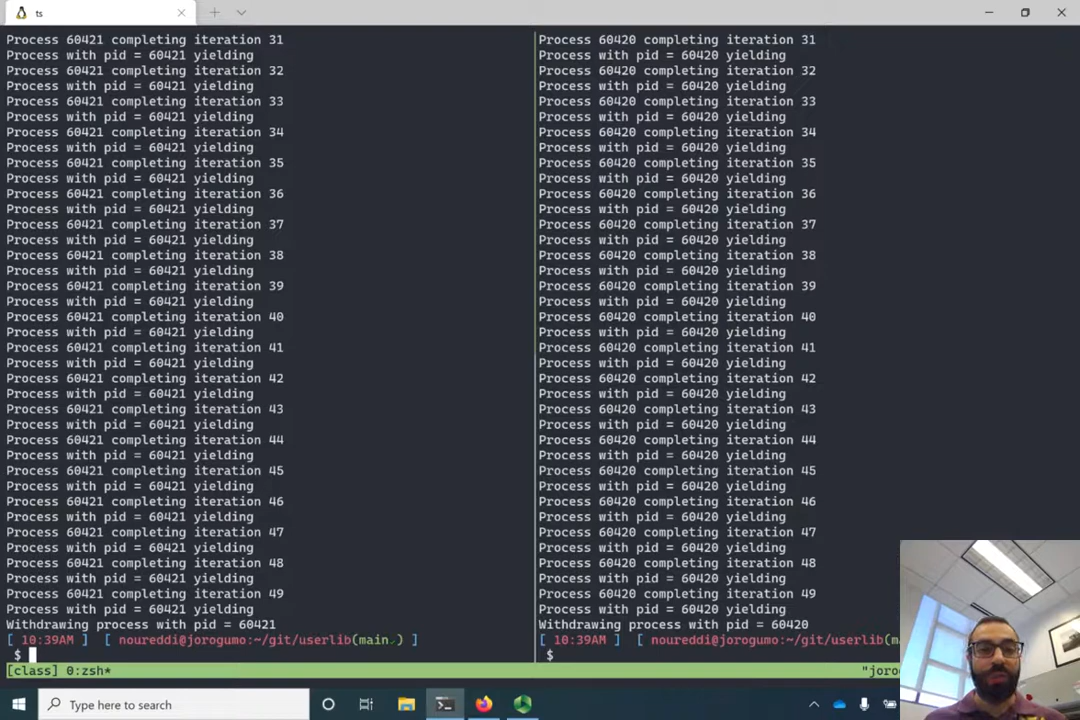 ts
Process 60421 completing iteration 31
Process with pid = 60421 yielding
Process 60421 completing iteration 32
Process with pid = 60421 yielding
Process 60421 completing iteration 33
Process with pid = 60421 yielding
Process 60421 completing iteration 34
Process with pid = 60421 yielding
Process 60421 completing iteration 35
Process with pid = 60421 yielding
Process 60421 completing iteration 36
Process with pid = 60421 yielding
Process 60421 completing iteration 37
Process with pid = 60421 yielding
Process 60421 completing iteration 38
Process with pid = 60421 yielding
Process 60421 completing iteration 39
Process with pid = 60421 yielding
Process 60421 completing iteration 40
Process with pid = 60421 yielding
Process 60421 completing iteration 41
Process with pid = 60421 yielding
Process 60421 completing iteration 42
Process with pid = 60421 yielding
Process 60421 completing iteration 43
Process with pid = 60421 yielding
Process 60421 completing iteration 44
Process with pid = 60421 yielding
Process 60421 completing iteration 45
Process with pid = 60421 yielding
Process 60421 completing iteration 46
Process with pid = 60421 yielding
Process 60421 completing iteration 47
Process with pid = 60421 yielding
Process 60421 completing iteration 48
Process with pid = 60421 yielding
Process 60421 completing iteration 49
Process with pid = 60421 yielding
Withdrawing process with pid = 60421
[ 10:39AM ] [ noureddi@jorogumo:~/git/userlib(main✓) ]
$
Process 60420 completing iteration 31
Process with pid = 60420 yielding
Process 60420 completing iteration 32
Process with pid = 60420 yielding
Process 60420 completing iteration 33
Process with pid = 60420 yielding
Process 60420 completing iteration 34
Process with pid = 60420 yielding
Process 60420 completing iteration 35
Process with pid = 60420 yielding
Process 60420 completing iteration 36
Process with pid = 60420 yielding
Process 60420 completing iteration 37
Process with pid = 60420 yielding
Process 60420 completing iteration 38
Process with pid = 60420 yielding
Process 60420 completing iteration 39
Process with pid = 60420 yielding
Process 60420 completing iteration 40
Process with pid = 60420 yielding
Process 60420 completing iteration 41
Process with pid = 60420 yielding
Process 60420 completing iteration 42
Process with pid = 60420 yielding
Process 60420 completing iteration 43
Process with pid = 60420 yielding
Process 60420 completing iteration 44
Process with pid = 60420 yielding
Process 60420 completing iteration 45
Process with pid = 60420 yielding
Process 60420 completing iteration 46
Process with pid = 60420 yielding
Process 60420 completing iteration 47
Process with pid = 60420 yielding
Process 60420 completing iteration 48
Process with pid = 60420 yielding
Process 60420 completing iteration 49
Process with pid = 60420 yielding
Withdrawing process with pid = 60420
[ 10:39AM ] [ noureddi@jorogumo:~/git/userlib(ma
$
[class] 0:zsh* "joro
Type here to search